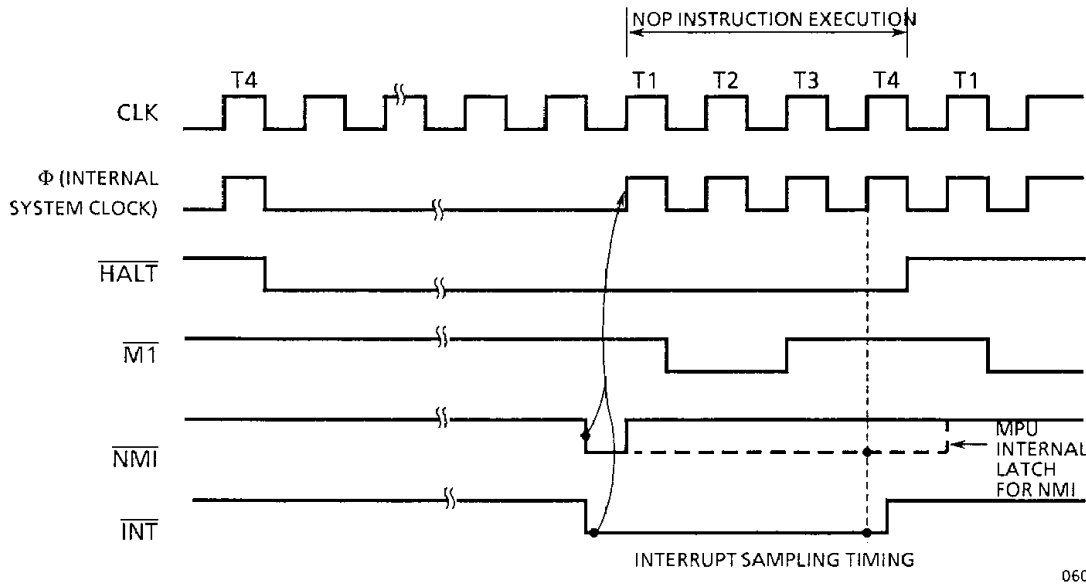 NOP INSTRUCTION EXECUTION
T4 T1 T2 T3 T4 T1
CLK
Φ (INTERNAL
SYSTEM CLOCK)
HALT
M1
NMI
MPU
INTERNAL
LATCH
FOR NMI
INT
INTERRUPT SAMPLING TIMING
060